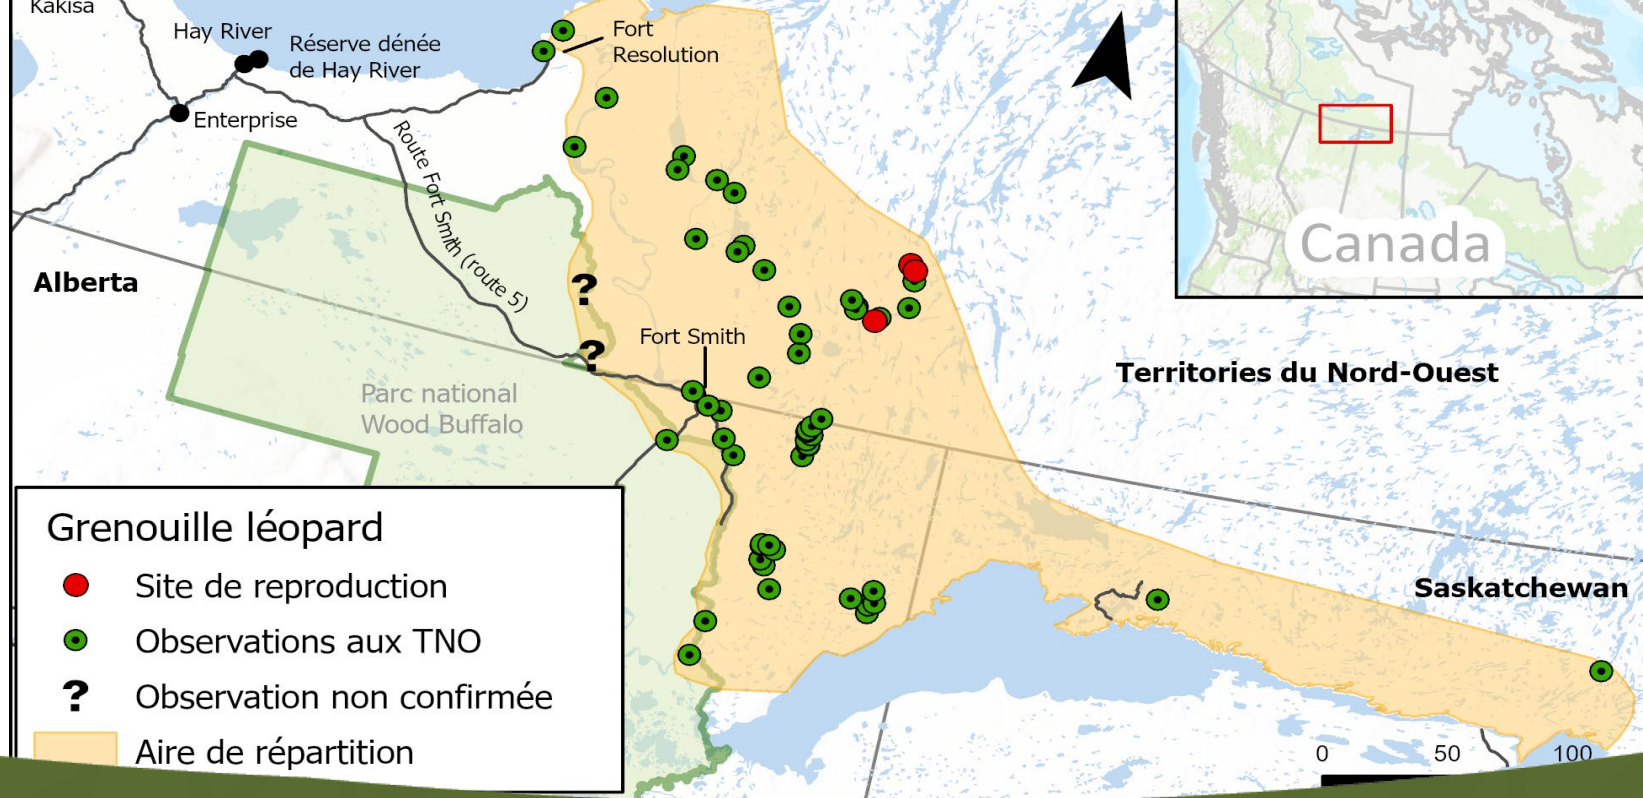 Kakisa
Hay River
Réserve dénée
de Hay River
Fort
Resolution
Enterprise
Route Fort Smith (route 5)
Canada
Alberta
?
?
Fort Smith
Territories du Nord-Ouest
Parc national
Wood Buffalo
Saskatchewan
Grenouille léopard
Site de reproduction
Observations aux TNO
? Observation non confirmée
Aire de répartition
0 50 100